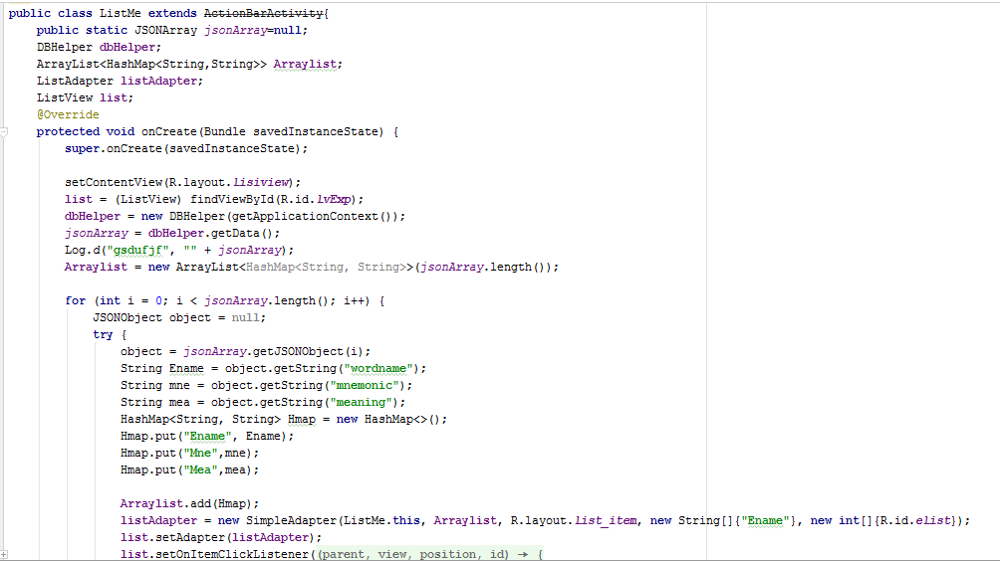 public class ListMe extends ActionBarActivity{
    public static JSONArray jsonArray=null;
    DBHelper dbHelper;
    ArrayList<HashMap<String,String>> Arraylist;
    ListAdapter listAdapter;
    ListView list;
    @Override
    protected void onCreate(Bundle savedInstanceState) {
        super.onCreate(savedInstanceState);
        setContentView(R.layout.lisiview);
        list = (ListView) findViewById(R.id.lvExp);
        dbHelper = new DBHelper(getApplicationContext());
        jsonArray = dbHelper.getData();
        Log.d("gsdufjf", "" + jsonArray);
        Arraylist = new ArrayList<HashMap<String, String>>(jsonArray.length());
        for (int i = 0; i < jsonArray.length(); i++) {
            JSONObject object = null;
            try {
                object = jsonArray.getJSONObject(i);
                String Ename = object.getString("wordname");
                String mne = object.getString("mnemonic");
                String mea = object.getString("meaning");
                HashMap<String, String> Hmap = new HashMap<>();
                Hmap.put("Ename", Ename);
                Hmap.put("Mne",mne);
                Hmap.put("Mea",mea);
                Arraylist.add(Hmap);
                listAdapter = new SimpleAdapter(ListMe.this, Arraylist, R.layout.List_item, new String[]{"Ename"}, new int[]{R.id.eList});
                list.setAdapter(listAdapter);
                list.setOnItemClickListener((parent, view, position, id) → {